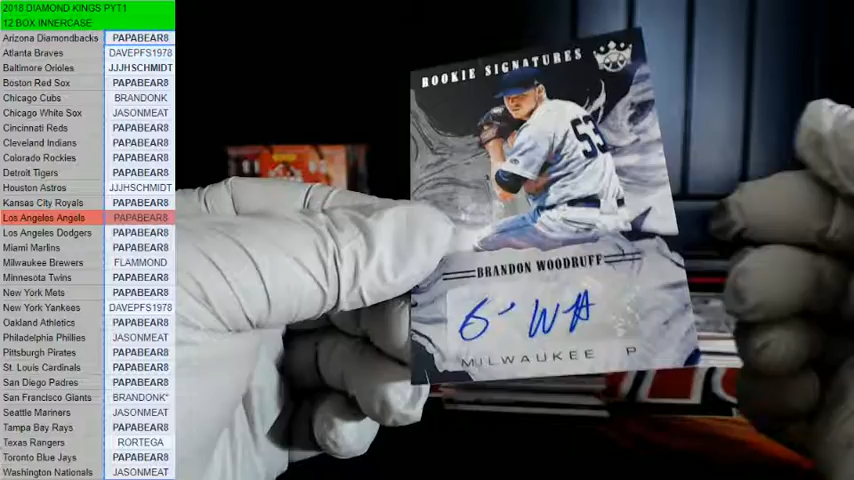 2018 DIAMOND KINGS PYT1
12 BOX INNERCASE
Arizona Diamondbacks PAPABEAR8
Atlanta Braves DAVEPFS1978
Baltimore Orioles JJJHSCHMIDT
Boston Red Sox PAPABEAR8
Chicago Cubs BRANDONK
Chicago White Sox JASONMEAT
Cincinnati Reds PAPABEAR8
Cleveland Indians PAPABEAR8
Colorado Rockies PAPABEAR8
Detroit Tigers PAPABEAR8
Houston Astros JJJHSCHMIDT
Kansas City Royals PAPABEAR8
Los Angeles Angels PAPABEAR8
Los Angeles Dodgers PAPABEAR8
Miami Marlins PAPABEAR8
Milwaukee Brewers FLAMMOND
Minnesota Twins PAPABEAR8
New York Mets PAPABEAR8
New York Yankees DAVEPFS1978
Oakland Athletics PAPABEAR8
Philadelphia Phillies JASONMEAT
Pittsburgh Pirates PAPABEAR8
St. Louis Cardinals PAPABEAR8
San Diego Padres PAPABEAR8
San Francisco Giants BRANDONK*
Seattle Mariners JASONMEAT
Tampa Bay Rays PAPABEAR8
Texas Rangers RORTEGA
Toronto Blue Jays PAPABEAR8
Washington Nationals JASONMEAT
ROOKIE SIGNATURES
53
BRANDON WOODRUFF
MILWAUKEE P